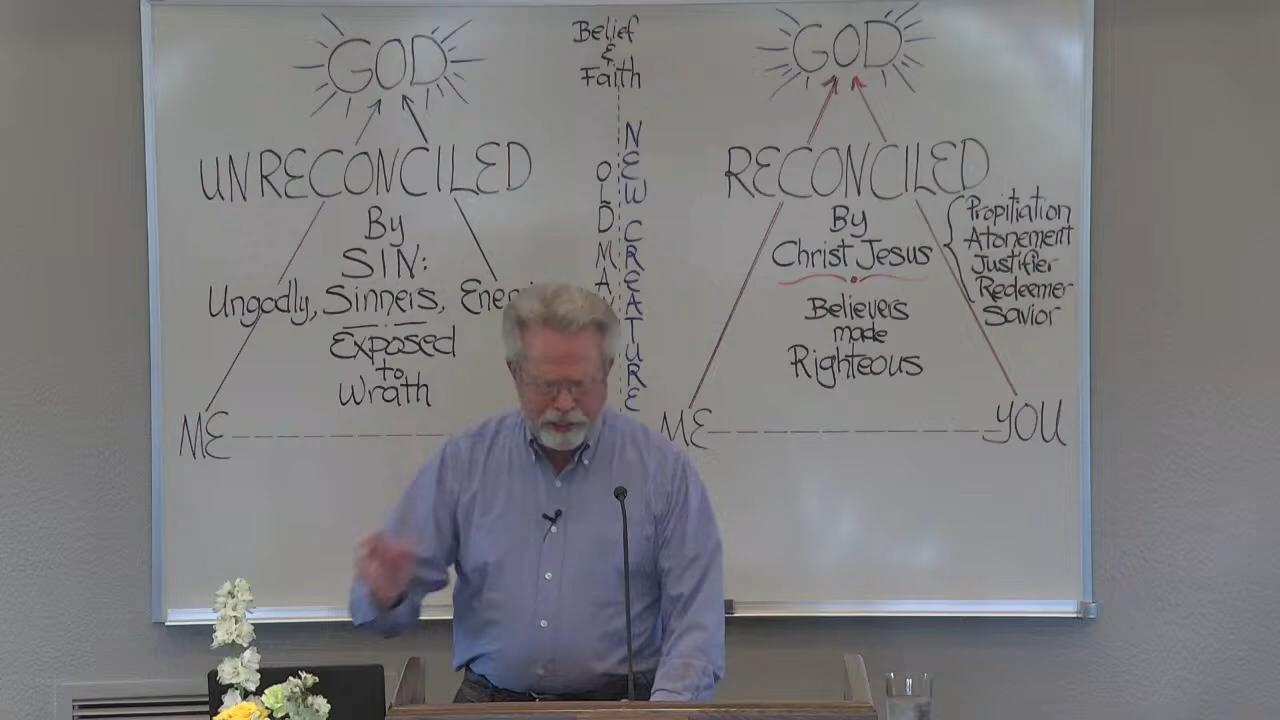 GOD
UNRECONCILED
By
SIN:
Ungodly, Sinners,
Exposed
to
Wrath
ME
Belief
&
Faith
OLD MAN
NEW CREATURE
GOD
RECONCILED
By
Christ Jesus
Propitiation
Atonement
Justifier
Redeemer
Savior
Believers
made
Righteous
ME
YOU